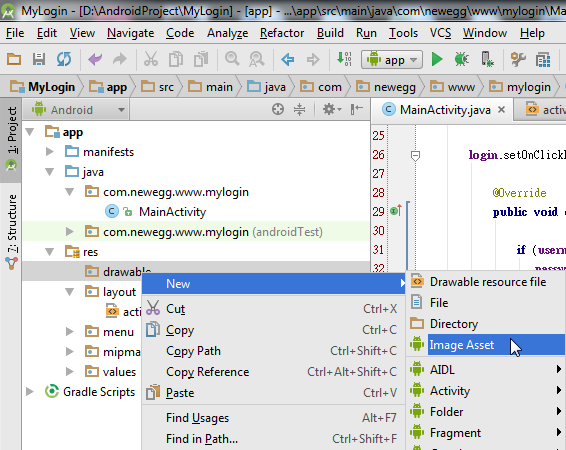 MyLogin - [D:\AndroidProject\MyLogin] - [app] - ...\app\src\main\java\com\newegg\www\mylogin\Ma
File Edit View Navigate Code Analyze Refactor Build Run Tools VCS Window Help
app
MyLogin app src main java com newegg www mylogin
1: Project
7: Structure
Android
MainActivity.java
activ
app
manifests
java
com.newegg.www.mylogin
MainActivity
com.newegg.www.mylogin (androidTest)
res
drawable
layout
acti
menu
mipma
values
Gradle Scripts
25
26 login.setOnClickL
27
28 @Override
29 public void o
30
31 if (usern
32 passw
New
Cut Ctrl+X
Copy Ctrl+C
Copy Path Ctrl+Shift+C
Copy Reference Ctrl+Alt+Shift+C
Paste Ctrl+V
Find Usages Alt+F7
Find in Path... Ctrl+Shift+F
Drawable resource file
File
Directory
Image Asset
AIDL
Activity
Folder
Fragment